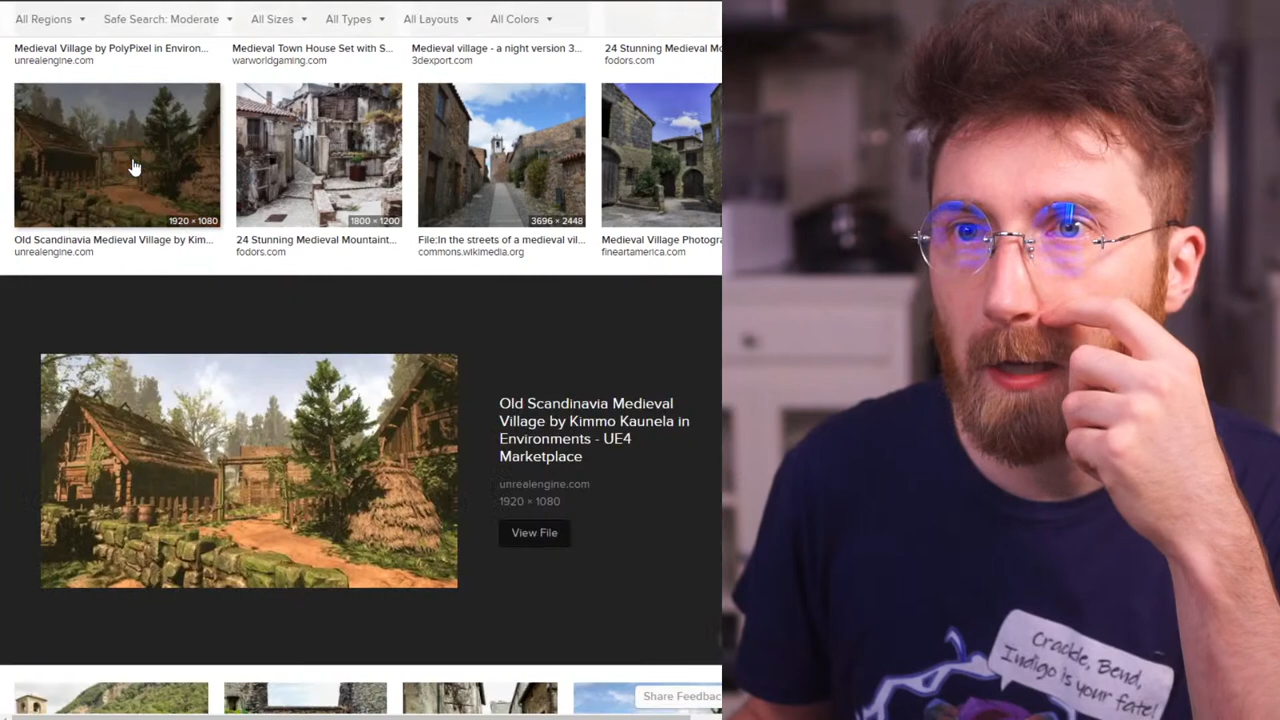 All Regions
Safe Search: Moderate
All Sizes
All Types
All Layouts
All Colors
Medieval Village by PolyPixel in Environ...
unrealengine.com
Medieval Town House Set with S...
warworldgaming.com
Medieval village - a night version 3...
3dexport.com
24 Stunning Medieval Mo
fodors.com
1920 × 1080
Old Scandinavia Medieval Village by Kim...
unrealengine.com
1800 × 1200
24 Stunning Medieval Mountaint...
fodors.com
3696 × 2448
File:In the streets of a medieval vil...
commons.wikimedia.org
Medieval Village Photogra
fineartamerica.com
Old Scandinavia Medieval
Village by Kimmo Kaunela in
Environments - UE4
Marketplace
unrealengine.com
1920 × 1080
View File
Share Feedbac
Crackle, Bend,
Indigo is your fate!